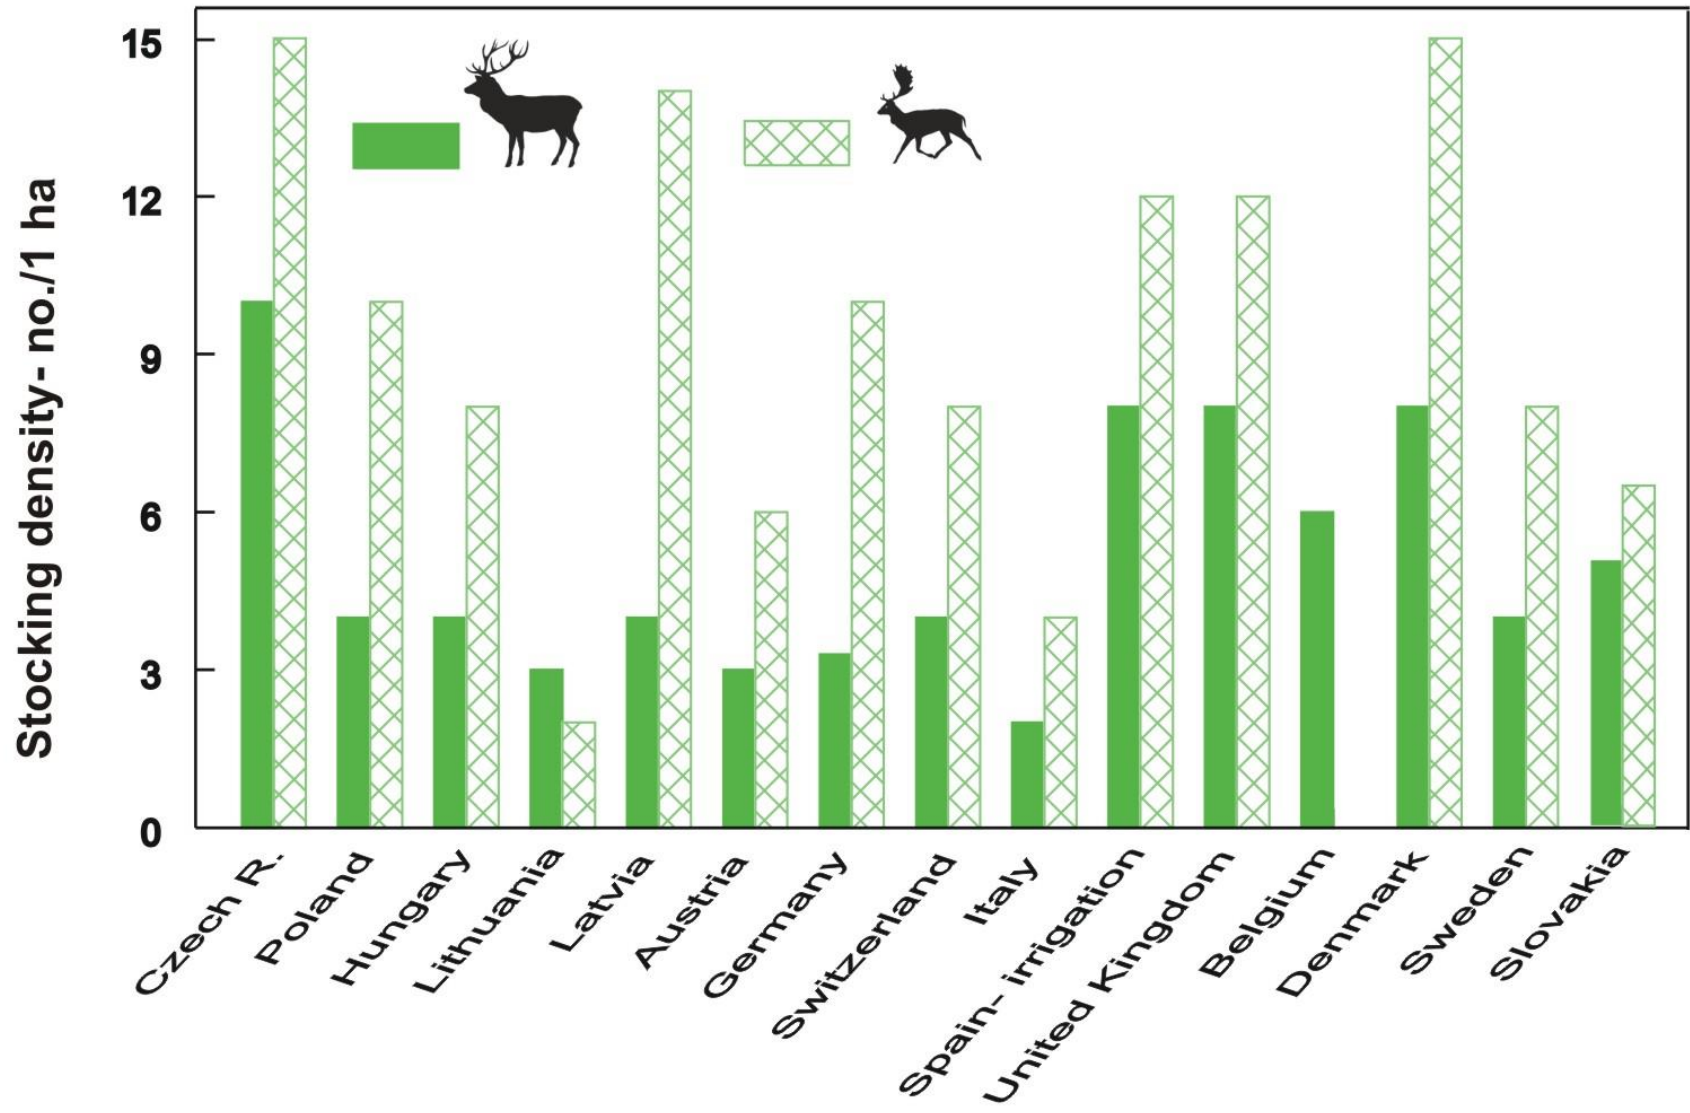 Stocking density- no./1 ha
15
12
9
6
3
0
Czech R.
Poland
Hungary
Lithuania
Latvia
Austria
Germany
Switzerland
Italy
Spain- irrigation
United Kingdom
Belgium
Denmark
Sweden
Slovakia